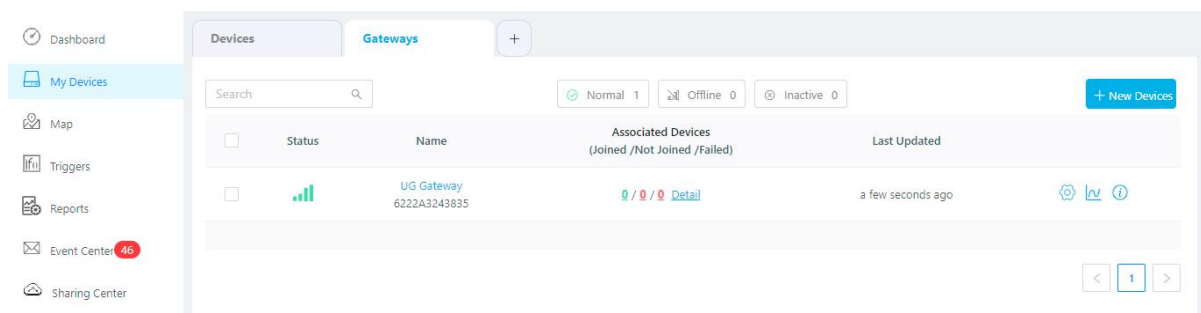 Dashboard
My Devices
Map
Triggers
Reports
Event Center 46
Sharing Center
Devices
Gateways
+
Search
Normal 1
Offline 0
Inactive 0
+ New Devices
Status
Name
Associated Devices
(Joined /Not Joined /Failed)
Last Updated
UG Gateway
6222A3243835
0 / 0 / 0 Detail
a few seconds ago
< 1 >